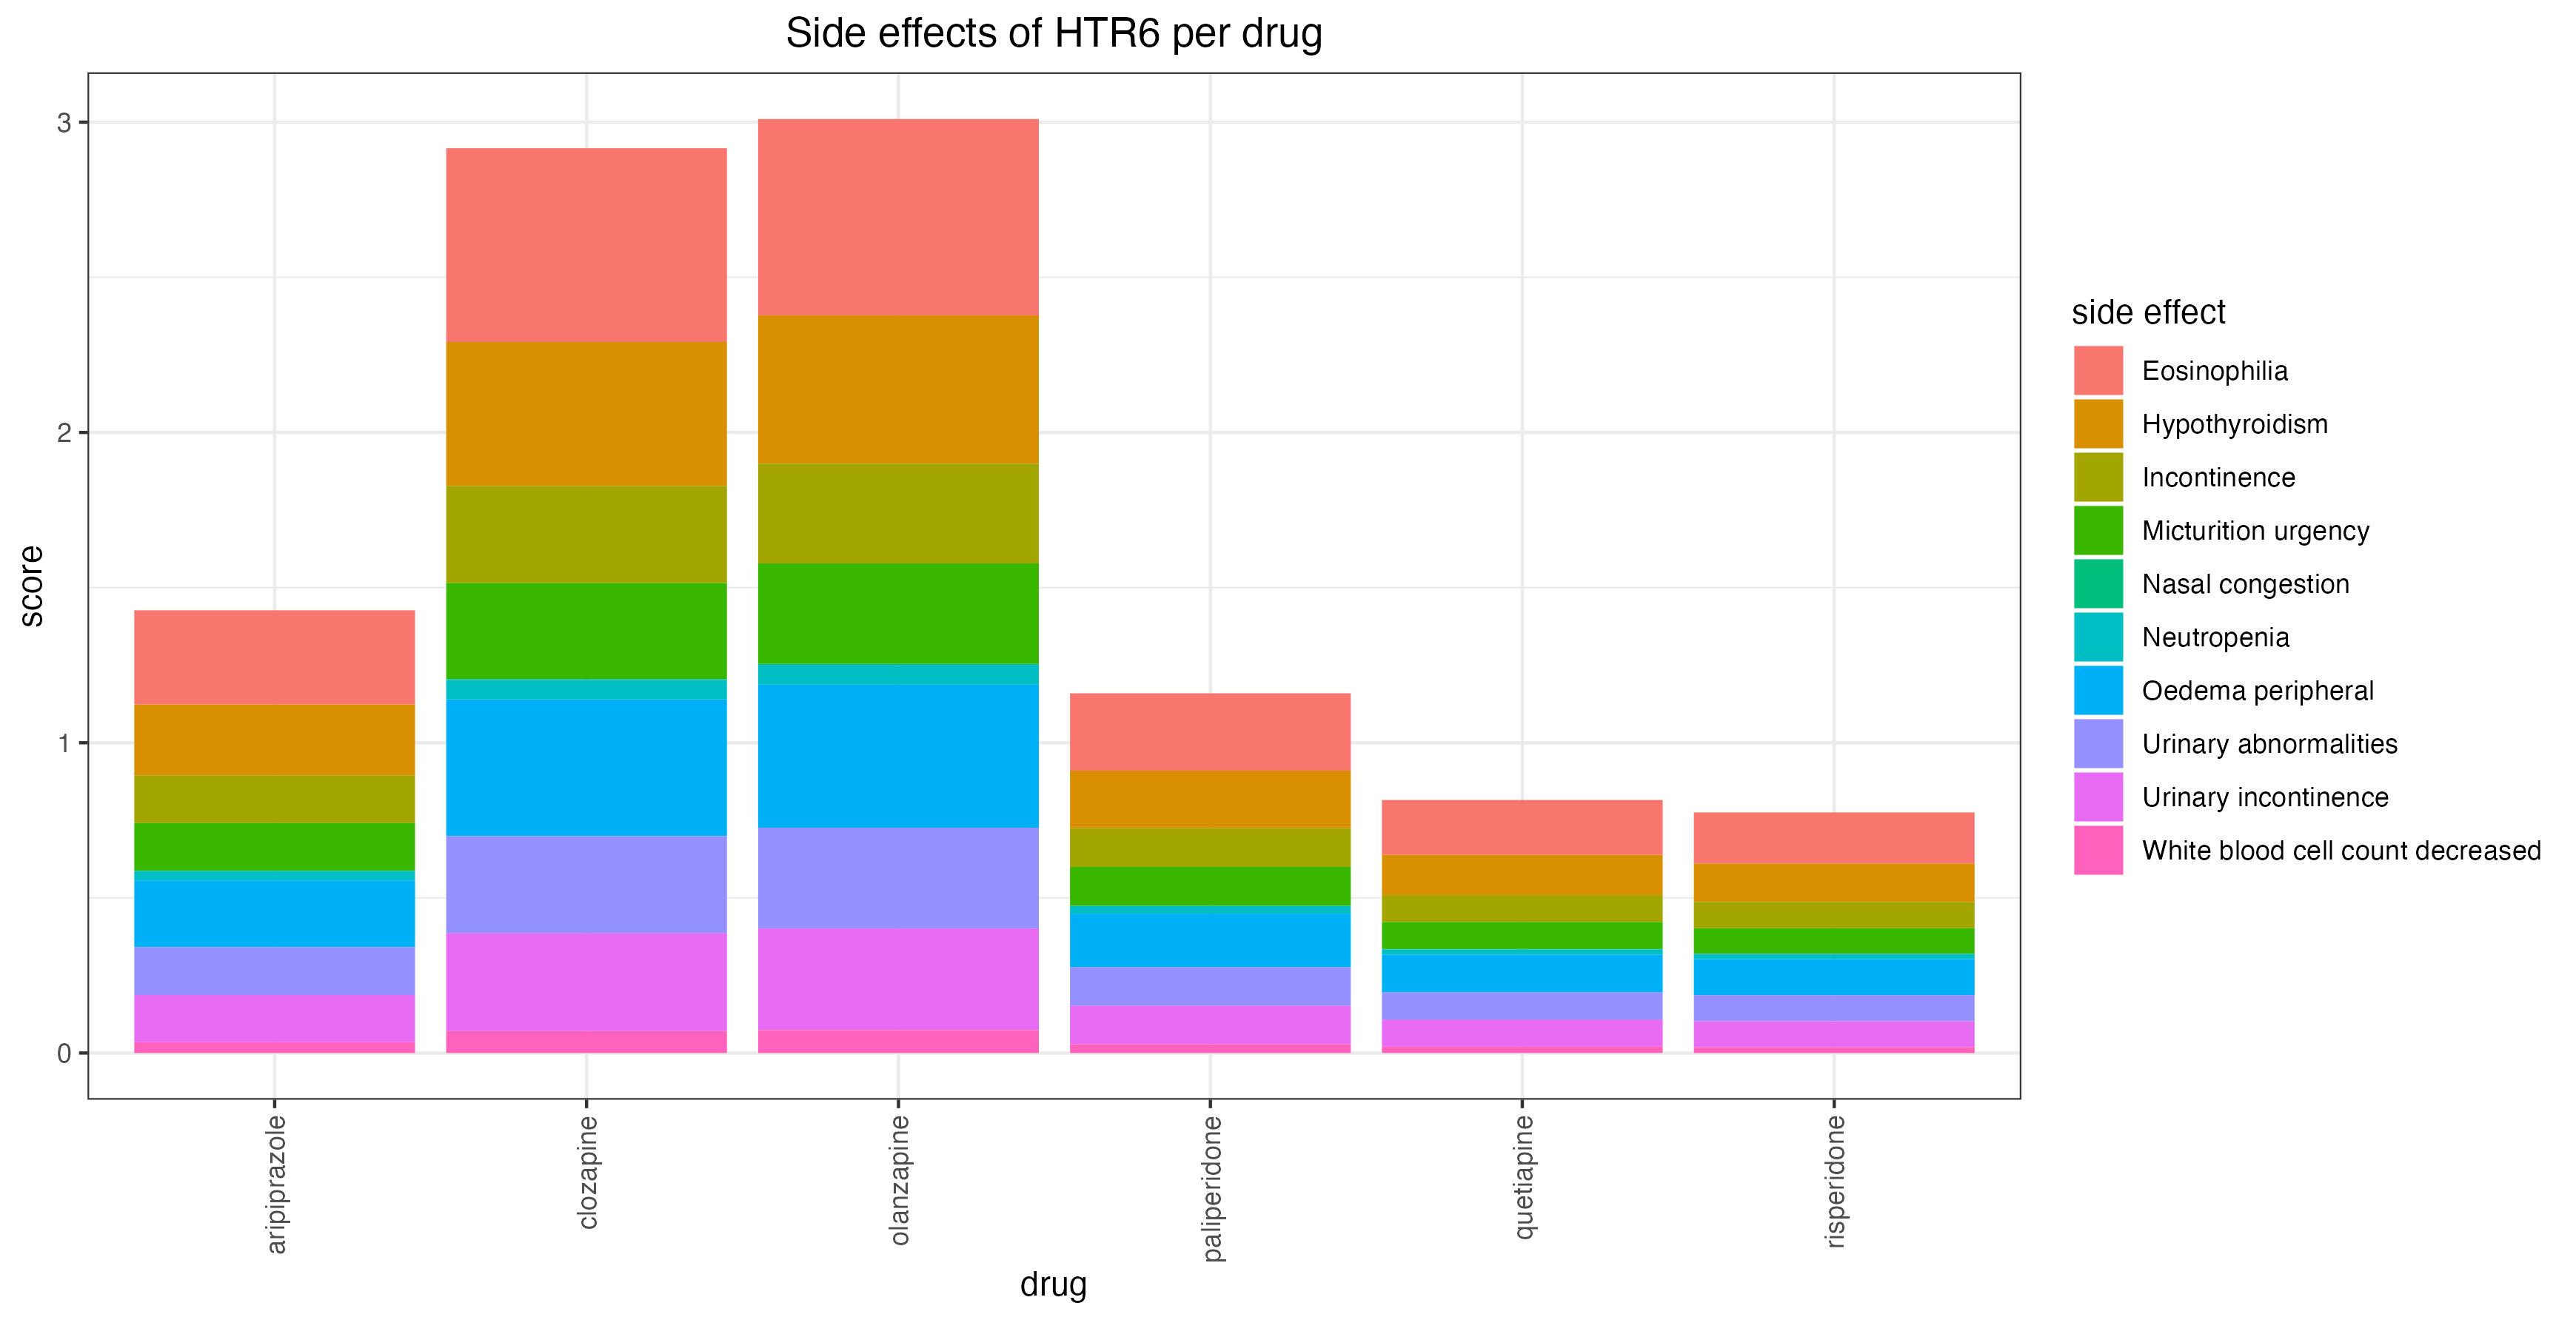 Side effects of HTR6 per drug
3
2
1
0
score
aripiprazole
clozapine
olanzapine
paliperidone
quetiapine
risperidone
drug
side effect
Eosinophilia
Hypothyroidism
Incontinence
Micturition urgency
Nasal congestion
Neutropenia
Oedema peripheral
Urinary abnormalities
Urinary incontinence
White blood cell count decreased